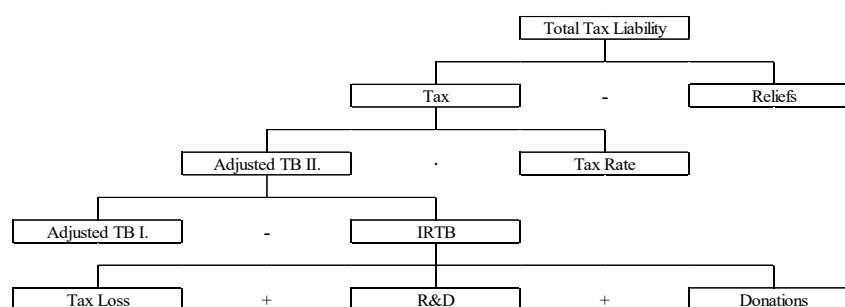 Total Tax Liability
Tax - Reliefs
Adjusted TB II. · Tax Rate
Adjusted TB I. - IRTB
Tax Loss + R&D + Donations